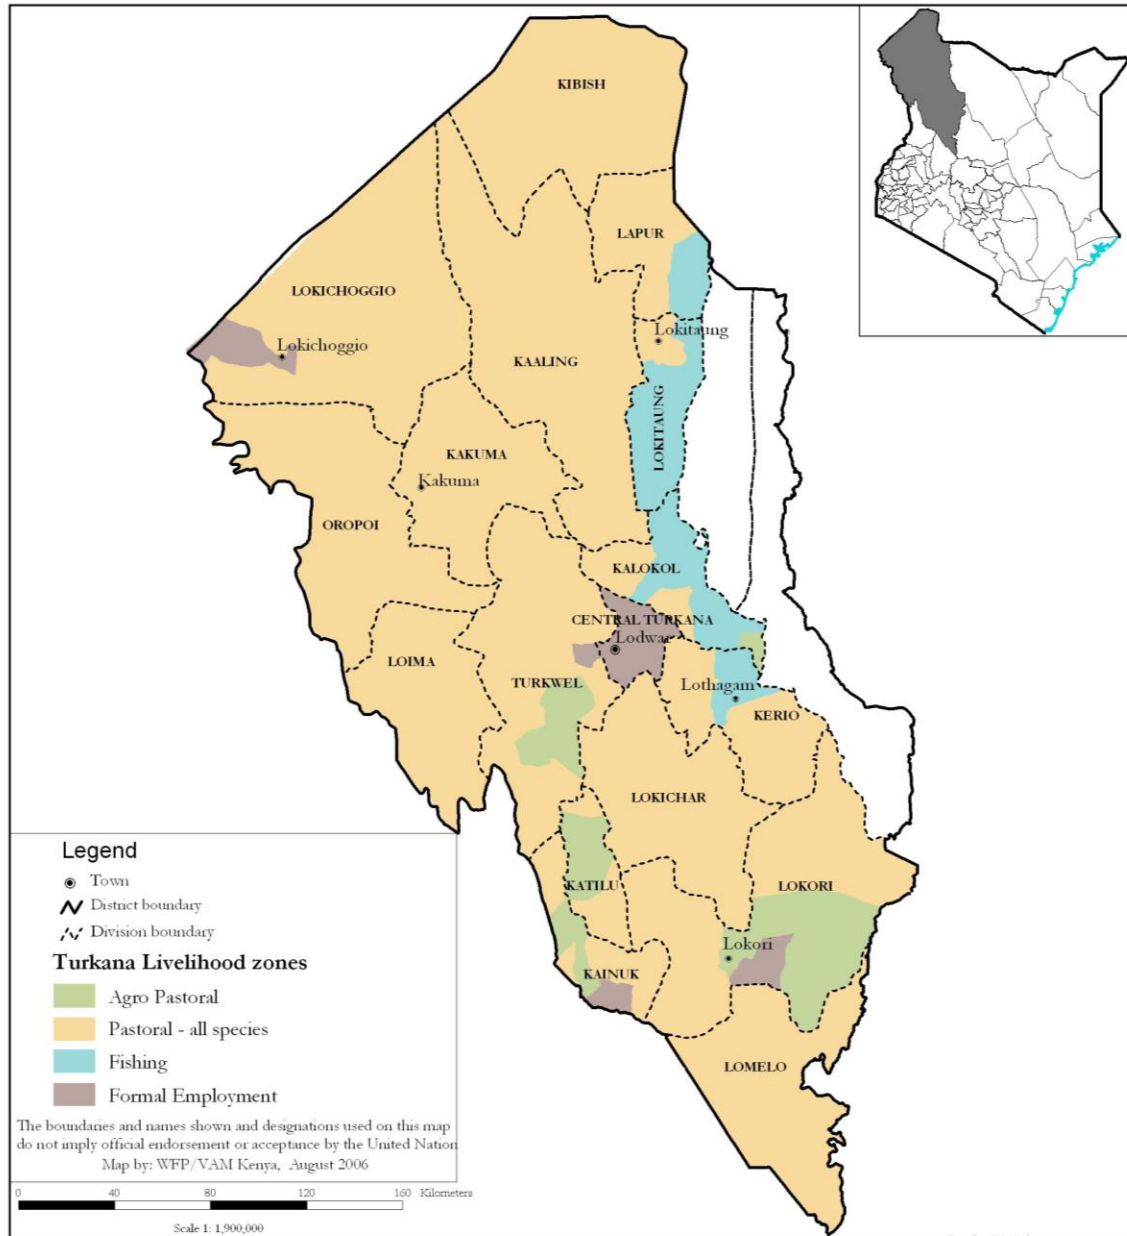 KIBISH
LAPUR
LOKICHOGGIO
Lokitaung
Lokichoggio
KAALING
LOKITAUNG
KAKUMA
Kakuma
OROPOI
KALOKOL
CENTRAL TURKANA
Lodwar
LOIMA
TURKWEL
Lothagam
KERIO
LOKICHAR
KATILU
LOKORI
Lokori
KAINUK
LOMELO
Legend
Town
District boundary
Division boundary
Turkana Livelihood zones
Agro Pastoral
Pastoral - all species
Fishing
Formal Employment
The boundaries and names shown and designations used on this map
do not imply official endorsement or acceptance by the United Nation
Map by: WFP/VAM Kenya, August 2006
0 40 80 120 160 Kilometers
Scale 1: 1,900,000